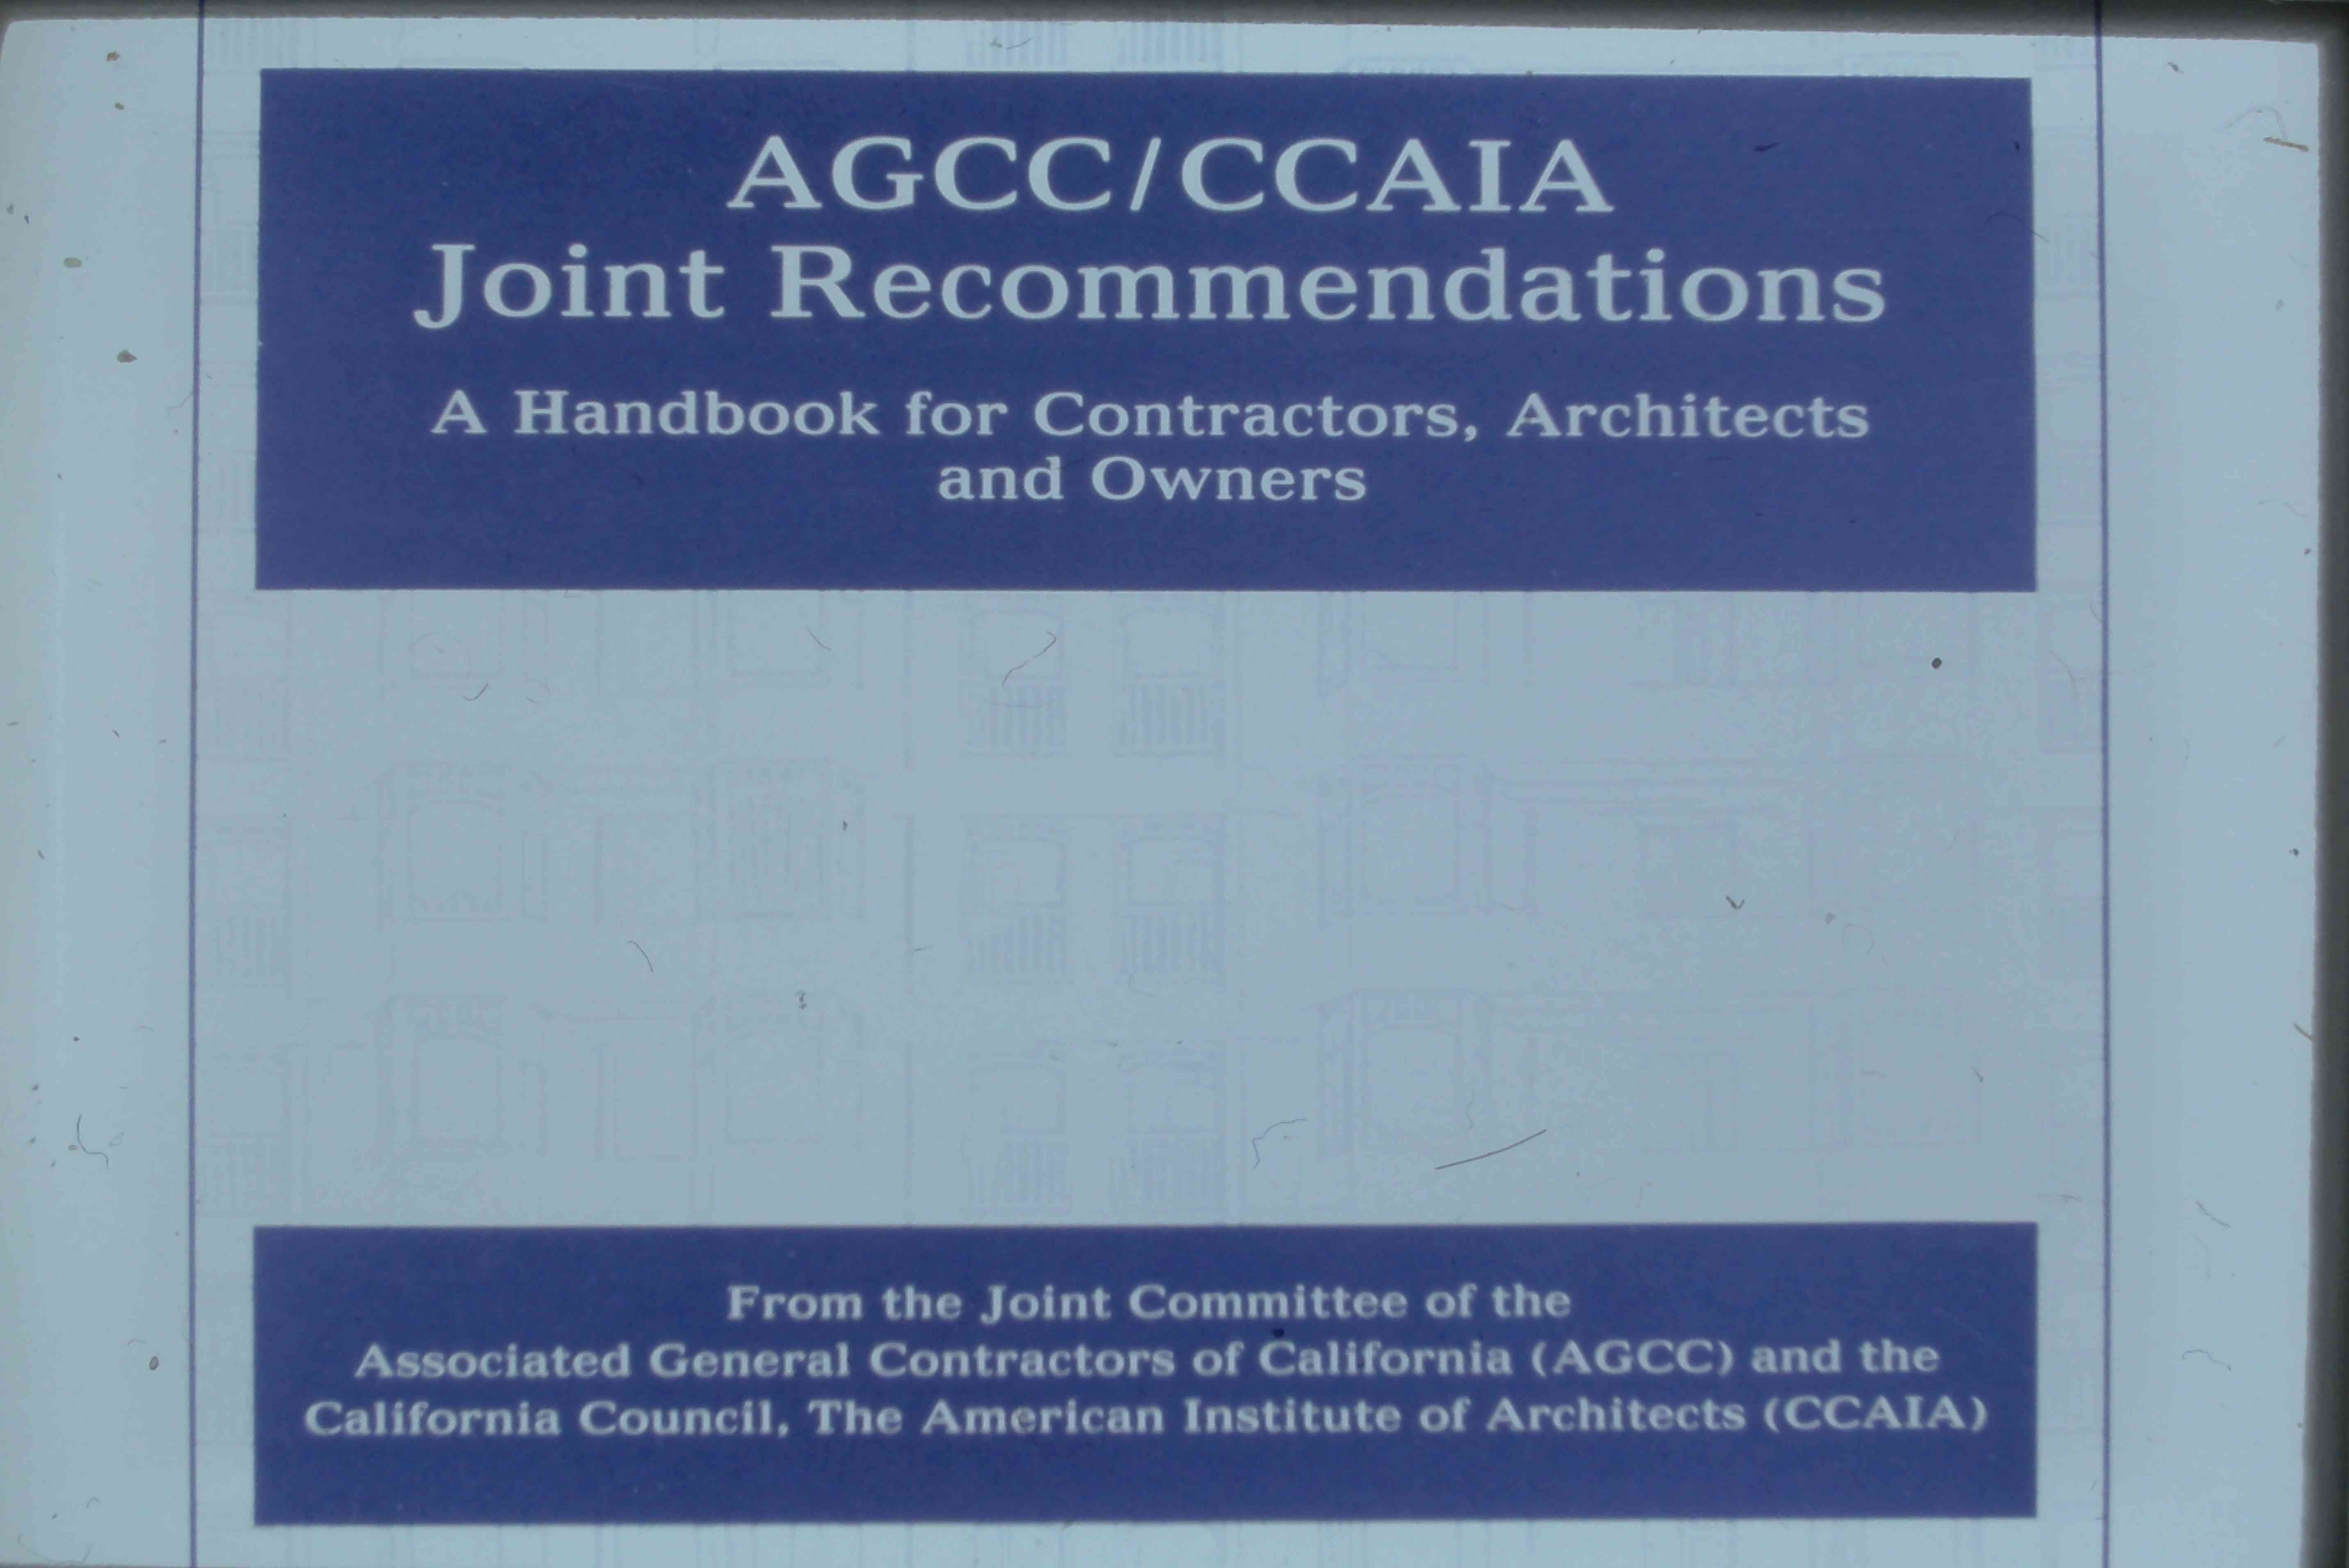 AGCC/CCAIA
Joint Recommendations
A Handbook for Contractors, Architects
and Owners
From the Joint Committee of the
Associated General Contractors of California (AGCC) and the
California Council, The American Institute of Architects (CCAIA)